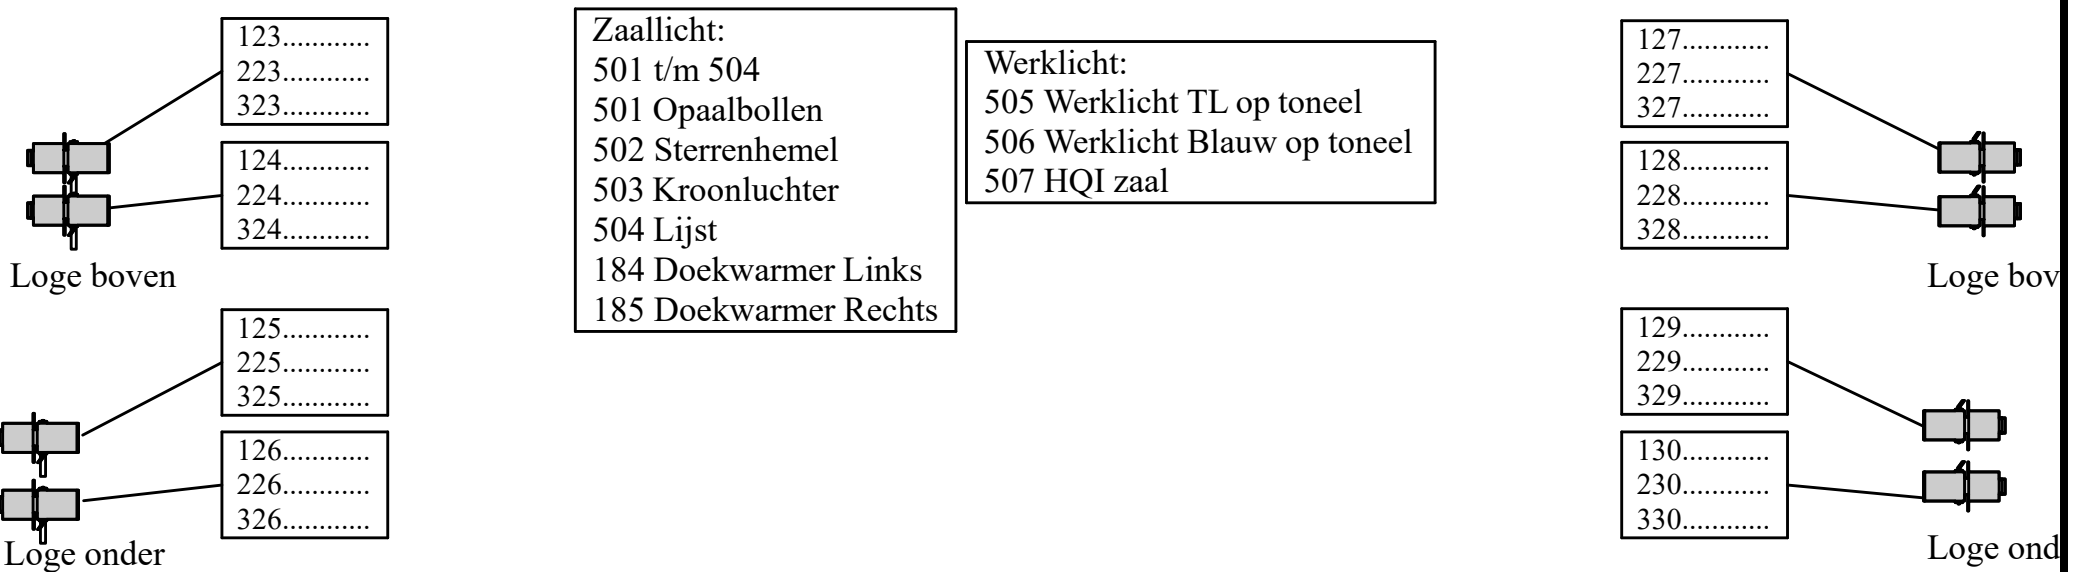 123............
223............
323............
124............
224............
324............
Loge boven
125............
225............
325............
126............
226............
326............
Loge onder
Zaallicht:
501 t/m 504
501 Opaalbollen
502 Sterrenhemel
503 Kroonluchter
504 Lijst
184 Doekwarmer Links
185 Doekwarmer Rechts
Werklicht:
505 Werklicht TL op toneel
506 Werklicht Blauw op toneel
507 HQI zaal
127............
227............
327............
128............
228............
328............
Loge bov
129............
229............
329............
130............
230............
330............
Loge ond